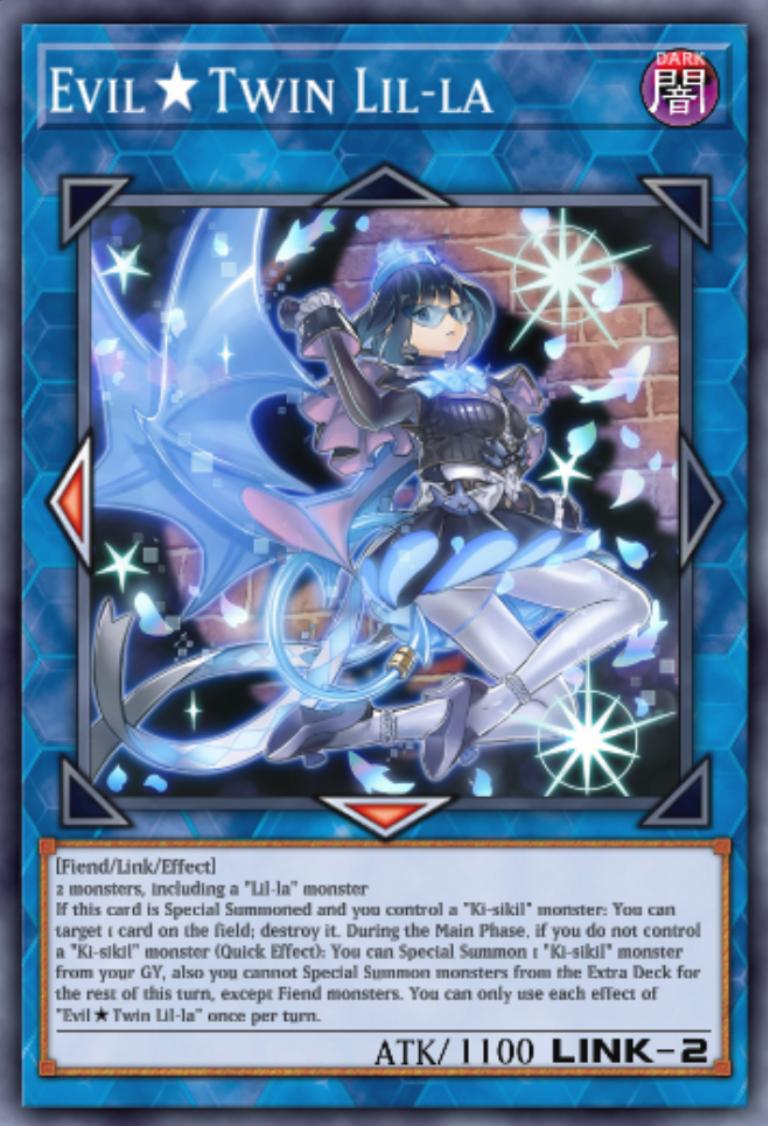 EVIL★TWIN LIL-LA
DARK
闇
[Fiend/Link/Effect]
2 monsters, including a "Lil-la" monster
If this card is Special Summoned and you control a "Ki-sikil" monster: You can
target 1 card on the field; destroy it. During the Main Phase, if you do not control
a "Ki-sikil" monster (Quick Effect): You can Special Summon 1 "Ki-sikil" monster
from your GY, also you cannot Special Summon monsters from the Extra Deck for
the rest of this turn, except Fiend monsters. You can only use each effect of
"Evil★Twin Lil-la" once per turn.
ATK/ 1100 LINK-2